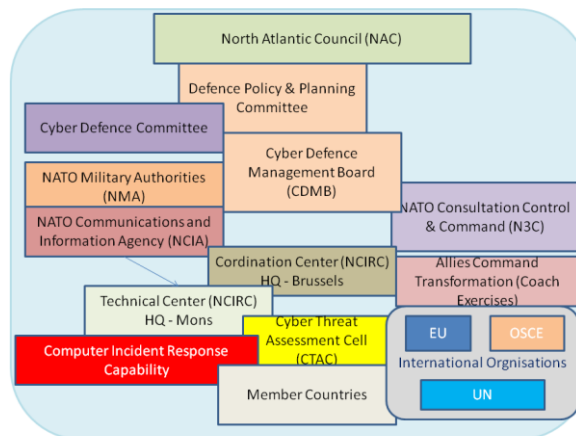 North Atlantic Council (NAC)
Defence Policy & Planning
Committee
Cyber Defence Committee
Cyber Defence
Management Board
(CDMB)
NATO Military Authorities
(NMA)
NATO Consultation Control
& Command (N3C)
NATO Communications and
Information Agency (NCIA)
Cordination Center (NCIRC)
HQ - Brussels
Allies Command
Transformation (Coach
Exercises)
Technical Center (NCIRC)
HQ - Mons
Cyber Threat
Assessment Cell
(CTAC)
Computer Incident Response
Capability
EU
OSCE
International Orgnisations
UN
Member Countries